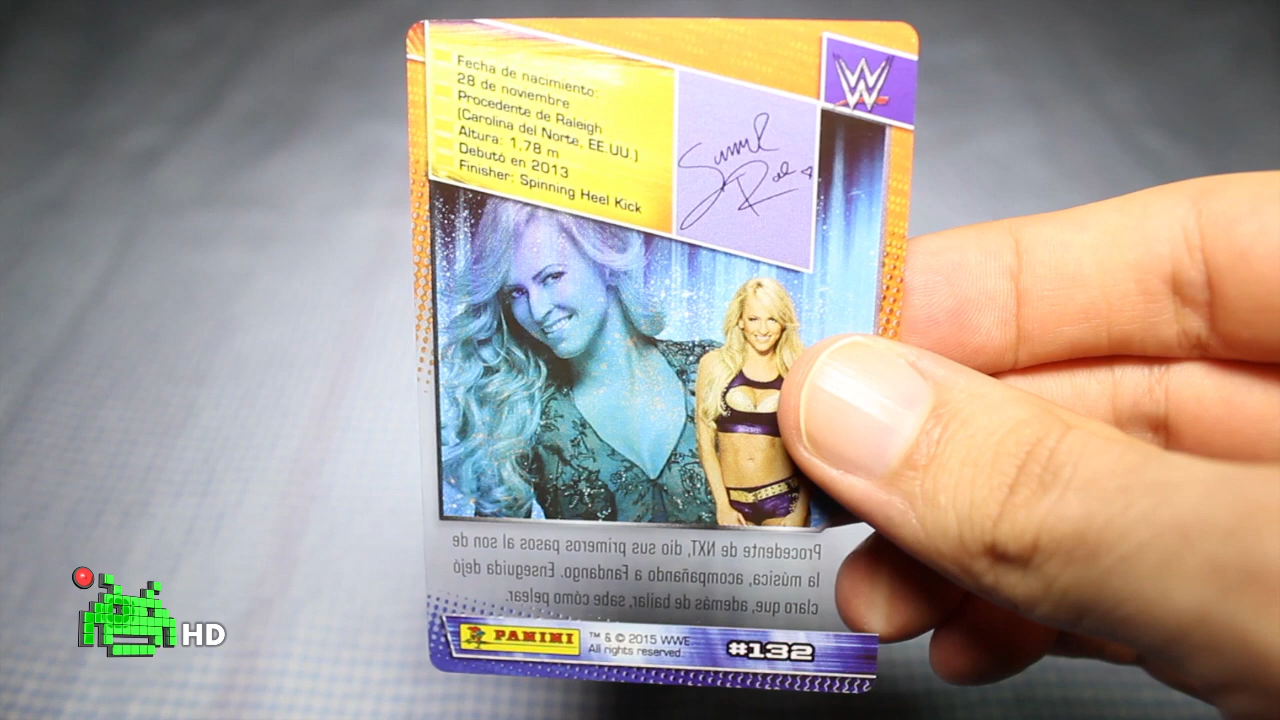 Fecha de nacimiento:
28 de noviembre
Procedente de Raleigh
(Carolina del Norte, EE.UU.)
Altura: 1,78 m
Debutó en 2013
Finisher: Spinning Heel Kick
W
Summer
Rae
Procedente de NXT, dio sus primeros pasos al son de
la música, acompañando a Fandango. Enseguida dejó
claro que, además de bailar, sabe cómo pelear.
PANINI
™ & © 2015 WWE
All rights reserved.
#132
HD